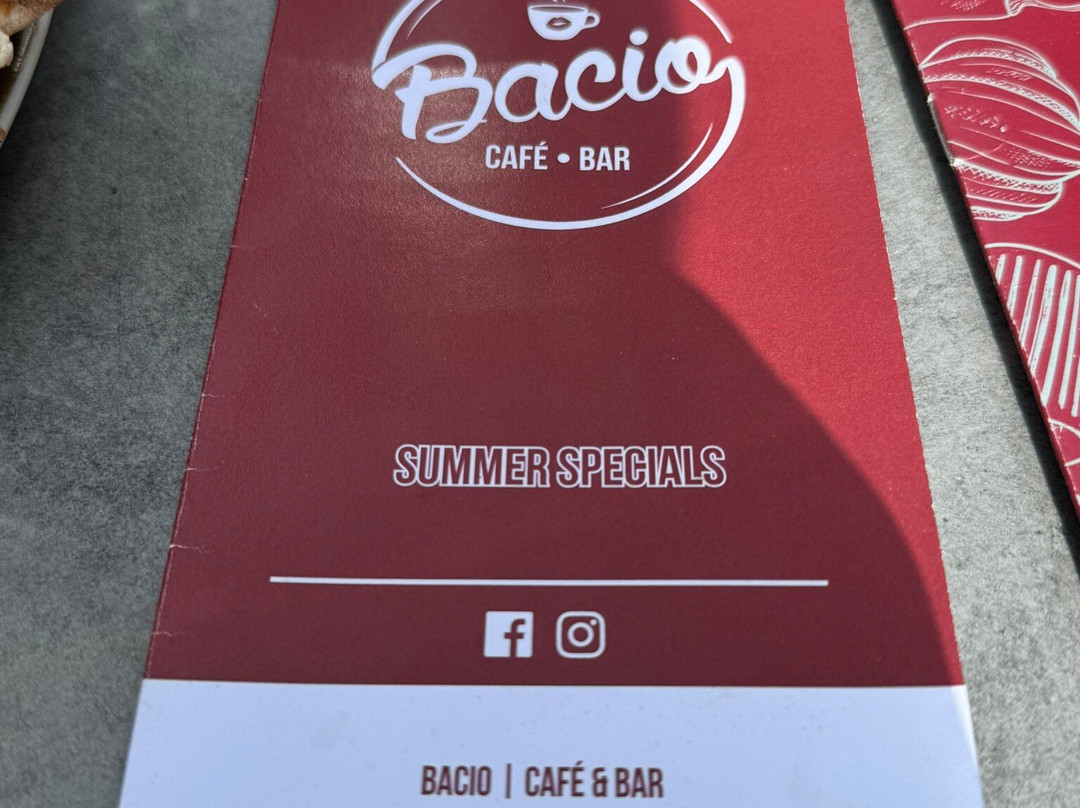 Bacio
CAFÉ • BAR
SUMMER SPECIALS
BACIO | CAFÉ & BAR